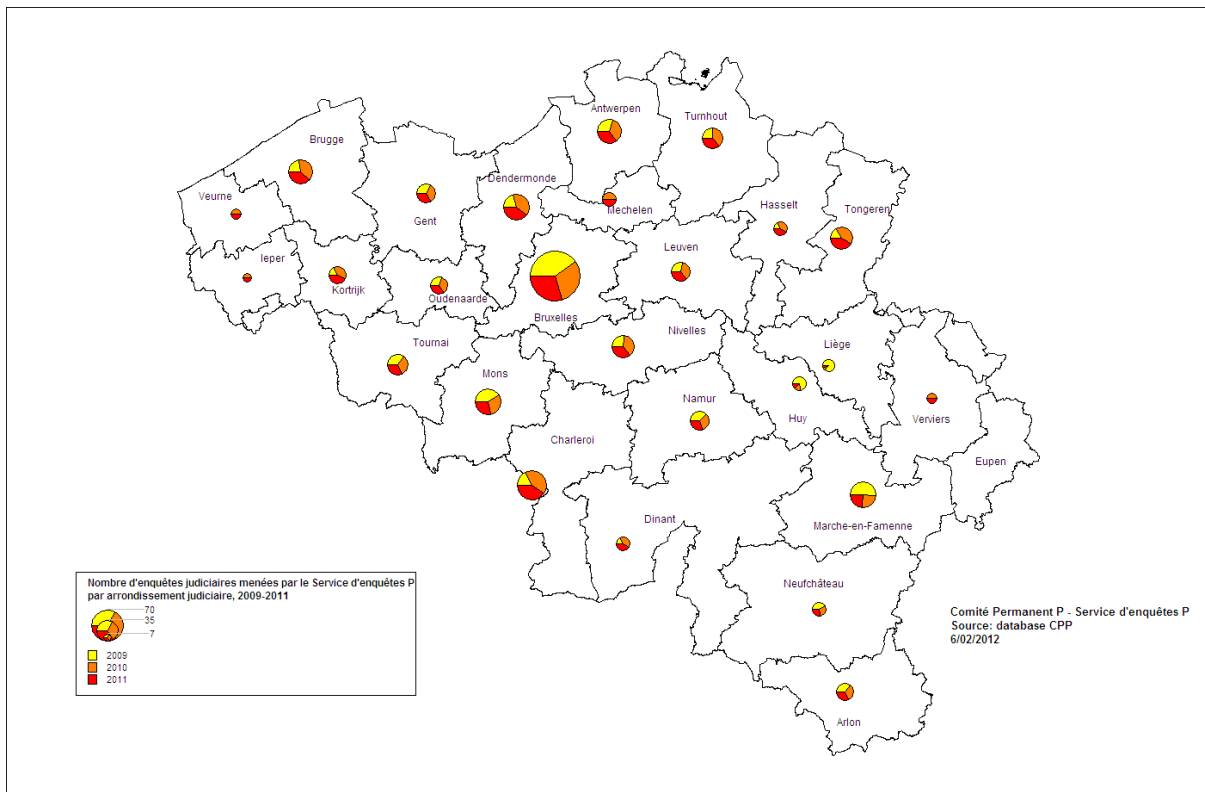 Antwerpen
Turnhout
Brugge
Dendermonde
Veurne
Gent
Mechelen
Hasselt
Tongeren
Ieper
Leuven
Kortrijk
Oudenaarde
Bruxelles
Nivelles
Tournai
Liège
Mons
Namur
Huy
Verviers
Charleroi
Eupen
Dinant
Marche-en-Famenne
Neufchâteau
Arlon
Nombre d'enquêtes judiciaires menées par le Service d'enquêtes P
par arrondissement judiciaire, 2009-2011
70
35
7
2009
2010
2011
Comité Permanent P - Service d'enquêtes P
Source: database CPP
6/02/2012